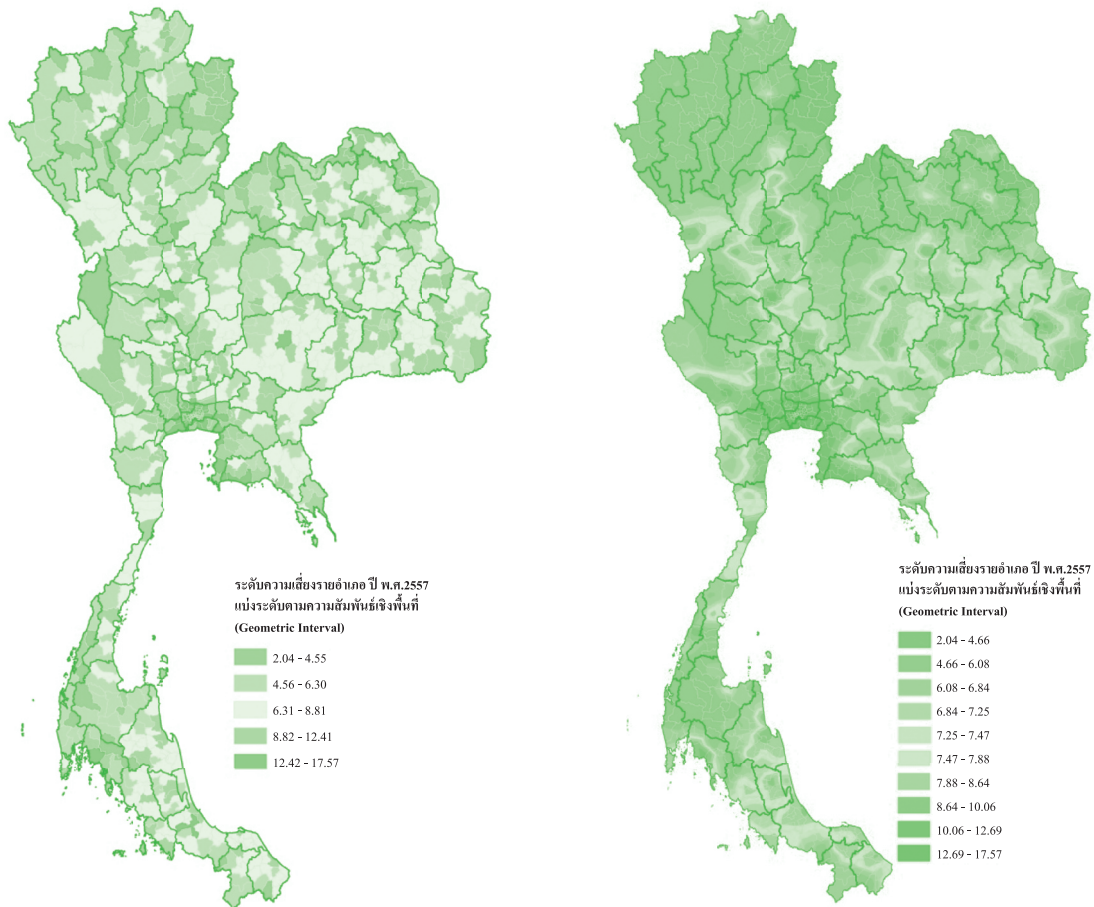 ระดับความเสี่ยงรายอำเภอ ปี พ.ศ.2557
แบ่งระดับตามความสัมพันธ์เชิงพื้นที่
(Geometric Interval)
2.04 - 4.55
4.56 - 6.30
6.31 - 8.81
8.82 - 12.41
12.42 - 17.57
ระดับความเสี่ยงรายอำเภอ ปี พ.ศ.2557
แบ่งระดับตามความสัมพันธ์เชิงพื้นที่
(Geometric Interval)
2.04 - 4.66
4.66 - 6.08
6.08 - 6.84
6.84 - 7.25
7.25 - 7.47
7.47 - 7.88
7.88 - 8.64
8.64 - 10.06
10.06 - 12.69
12.69 - 17.57